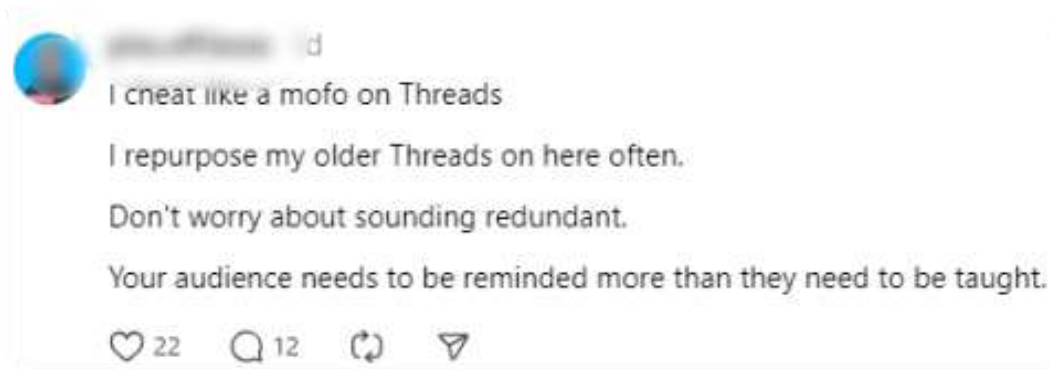 d
I cheat like a mofo on Threads
I repurpose my older Threads on here often.
Don't worry about sounding redundant.
Your audience needs to be reminded more than they need to be taught.
22 12